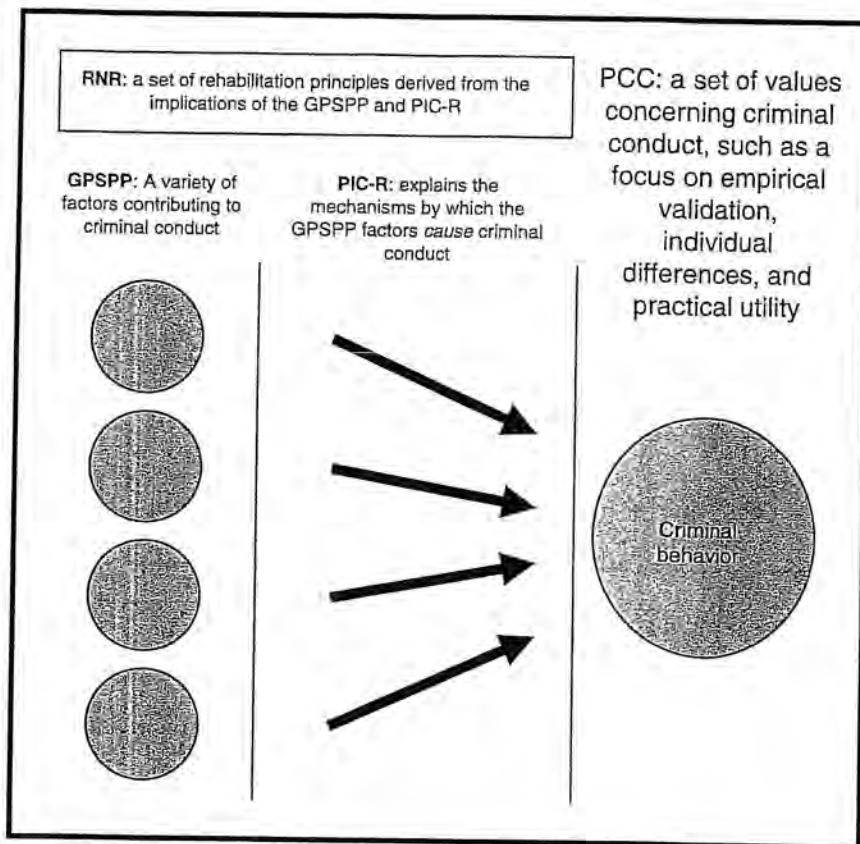 RNR: a set of rehabilitation principles derived from the
implications of the GPSPP and PIC-R
PCC: a set of values
concerning criminal
conduct, such as a
focus on empirical
validation,
individual
differences, and
practical utility
GPSPP: A variety of
factors contributing to
criminal conduct
PIC-R: explains the
mechanisms by which the
GPSPP factors cause criminal
conduct
Criminal
behavior